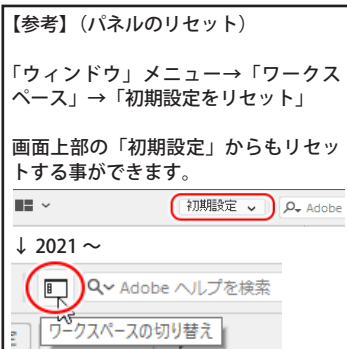 【参考】（パネルのリセット）
「ウィンドウ」メニュー→「ワークス
ペース」→「初期設定をリセット」
画面上部の「初期設定」からもリセッ
トする事ができます。
初期設定
Adobe
↓ 2021 ～
Adobe ヘルプを検索
ワークスペースの切り替え